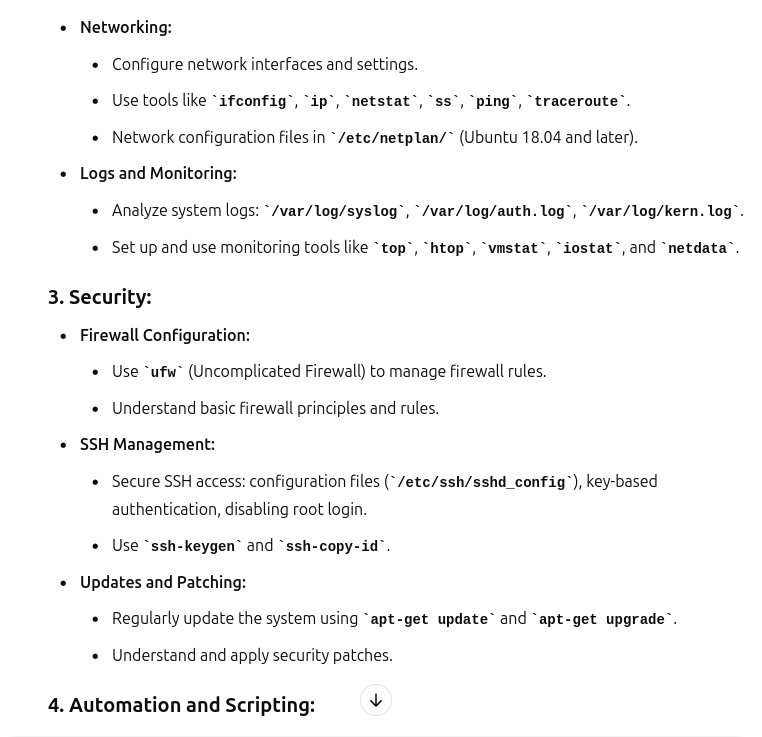 • Networking:
• Configure network interfaces and settings.
• Use tools like `ifconfig`, `ip`, `netstat`, `ss`, `ping`, `traceroute`.
• Network configuration files in `/etc/netplan/` (Ubuntu 18.04 and later).
• Logs and Monitoring:
• Analyze system logs: `/var/log/syslog`, `/var/log/auth.log`, `/var/log/kern.log`.
• Set up and use monitoring tools like `top`, `htop`, `vmstat`, `iostat`, and `netdata`.
3. Security:
• Firewall Configuration:
• Use `ufw` (Uncomplicated Firewall) to manage firewall rules.
• Understand basic firewall principles and rules.
• SSH Management:
• Secure SSH access: configuration files (`/etc/ssh/sshd_config`), key-based
authentication, disabling root login.
• Use `ssh-keygen` and `ssh-copy-id`.
• Updates and Patching:
• Regularly update the system using `apt-get update` and `apt-get upgrade`.
• Understand and apply security patches.
4. Automation and Scripting: